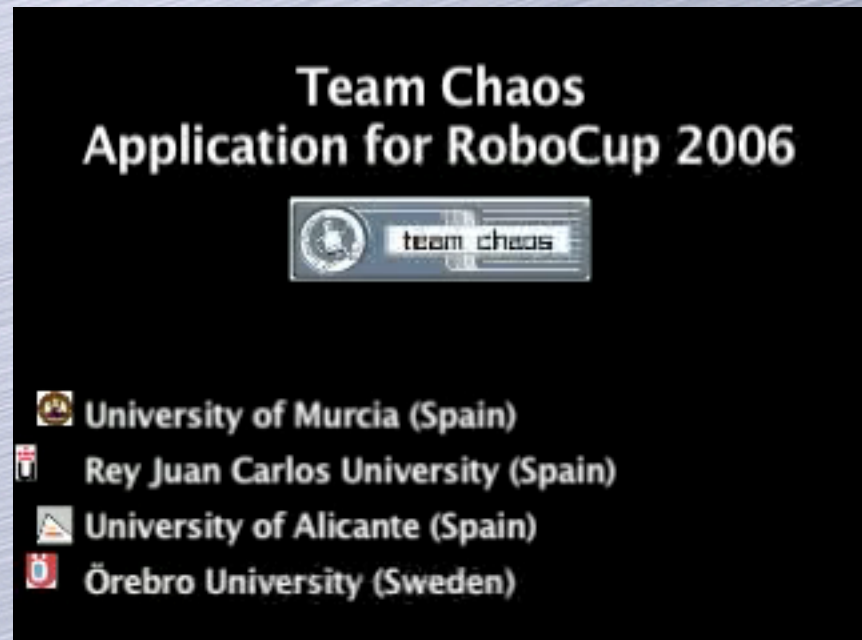 Team Chaos
Application for RoboCup 2006
team chaos
University of Murcia (Spain)
Rey Juan Carlos University (Spain)
University of Alicante (Spain)
Örebro University (Sweden)